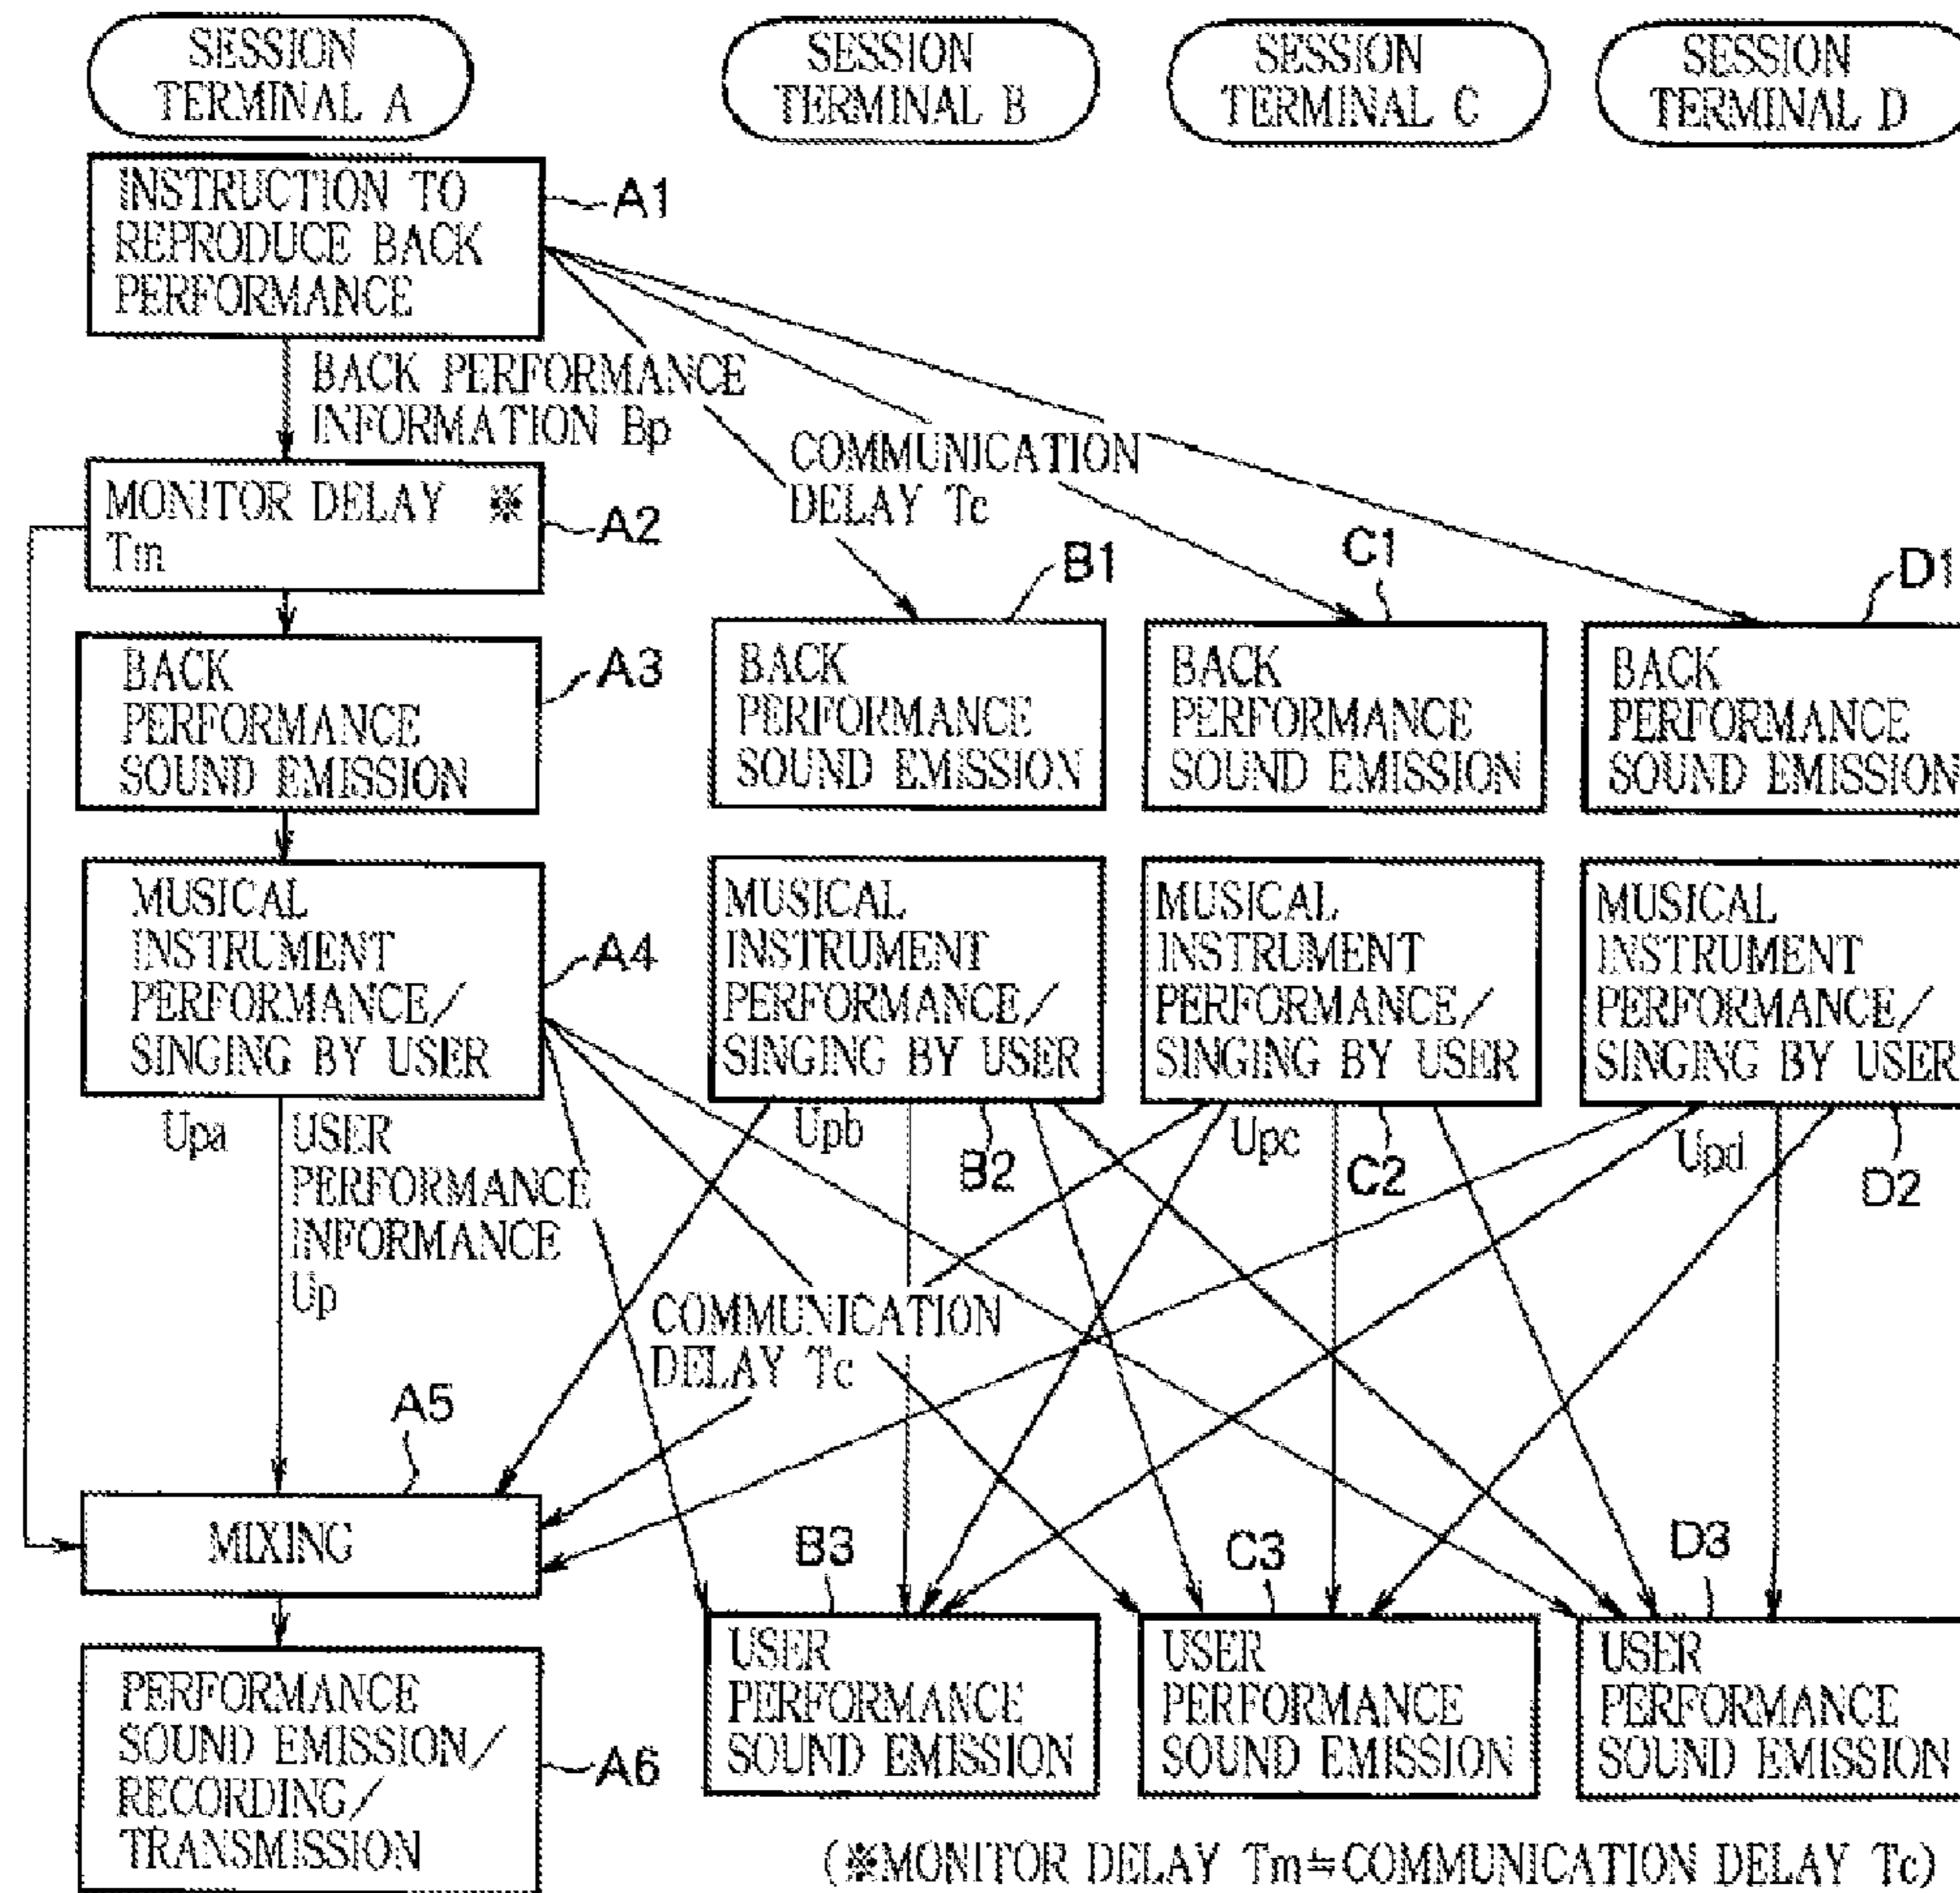 SESSION
TERMINAL A
SESSION
TERMINAL B
SESSION
TERMINAL C
SESSION
TERMINAL D
INSTRUCTION TO
REPRODUCE BACK
PERFORMANCE
A1
BACK PERFORMANCE
INFORMATION Bp
COMMUNICATION
DELAY Tc
MONITOR DELAY ※
Tm
A2
B1
C1
D1
BACK
PERFORMANCE
SOUND EMISSION
A3
BACK
PERFORMANCE
SOUND EMISSION
BACK
PERFORMANCE
SOUND EMISSION
BACK
PERFORMANCE
SOUND EMISSION
MUSICAL
INSTRUMENT
PERFORMANCE/
SINGING BY USER
A4
MUSICAL
INSTRUMENT
PERFORMANCE/
SINGING BY USER
MUSICAL
INSTRUMENT
PERFORMANCE/
SINGING BY USER
MUSICAL
INSTRUMENT
PERFORMANCE/
SINGING BY USER
Upa
USER
PERFORMANCE
INFORMANCE
Up
Upb
B2
Upc
C2
Upd
D2
COMMUNICATION
DELAY Tc
A5
MIXING
B3
C3
D3
PERFORMANCE
SOUND EMISSION/
RECORDING/
TRANSMISSION
A6
USER
PERFORMANCE
SOUND EMISSION
USER
PERFORMANCE
SOUND EMISSION
USER
PERFORMANCE
SOUND EMISSION
(※MONITOR DELAY Tm≒COMMUNICATION DELAY Tc)